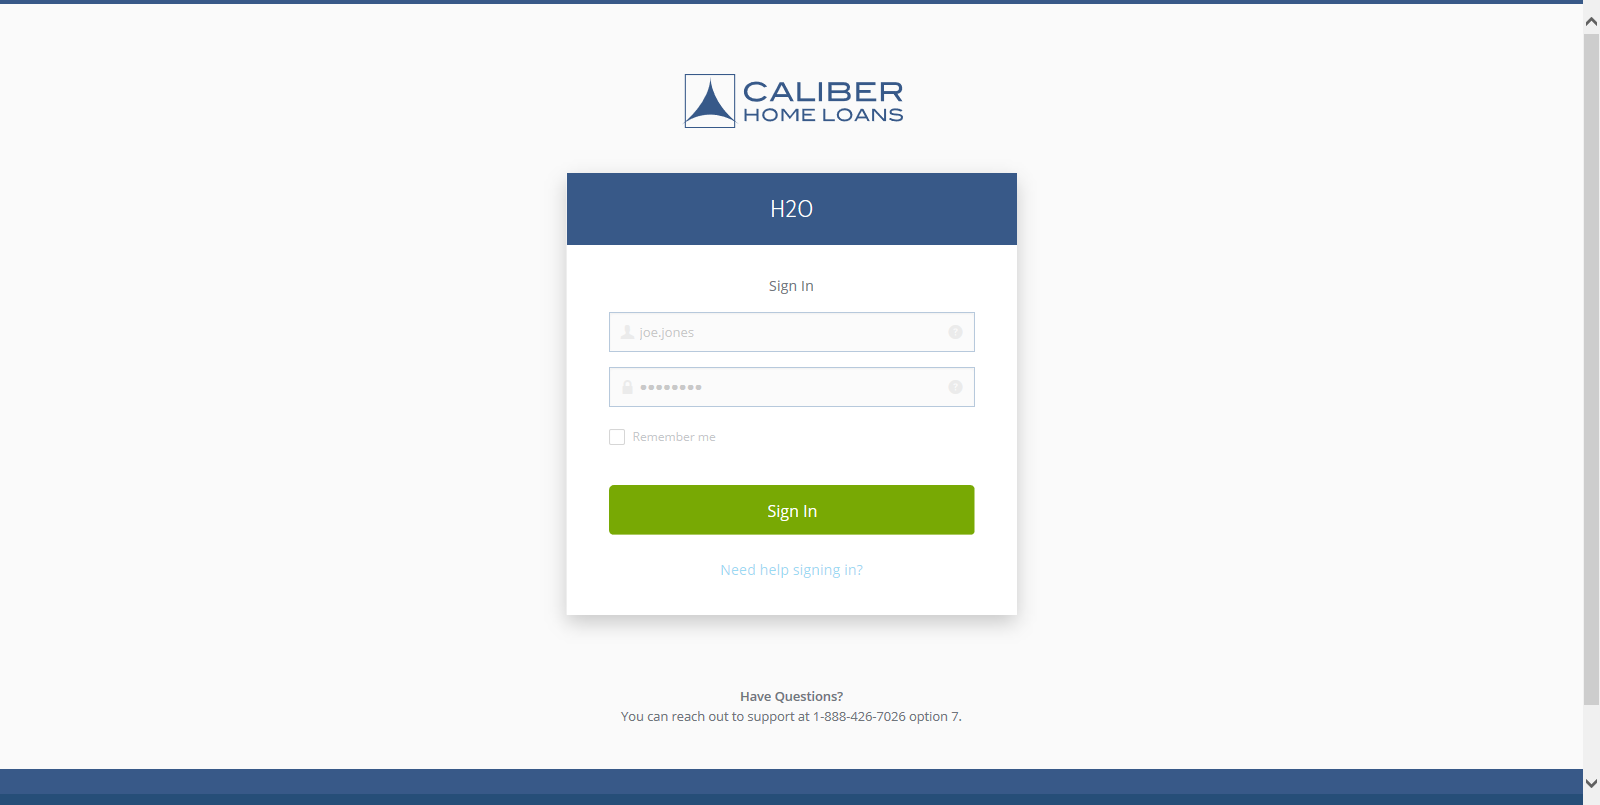 CALIBER
HOME LOANS
H2O
Sign In
joe.jones
••••••••
Remember me
Sign In
Need help signing in?
Have Questions?
You can reach out to support at 1-888-426-7026 option 7.